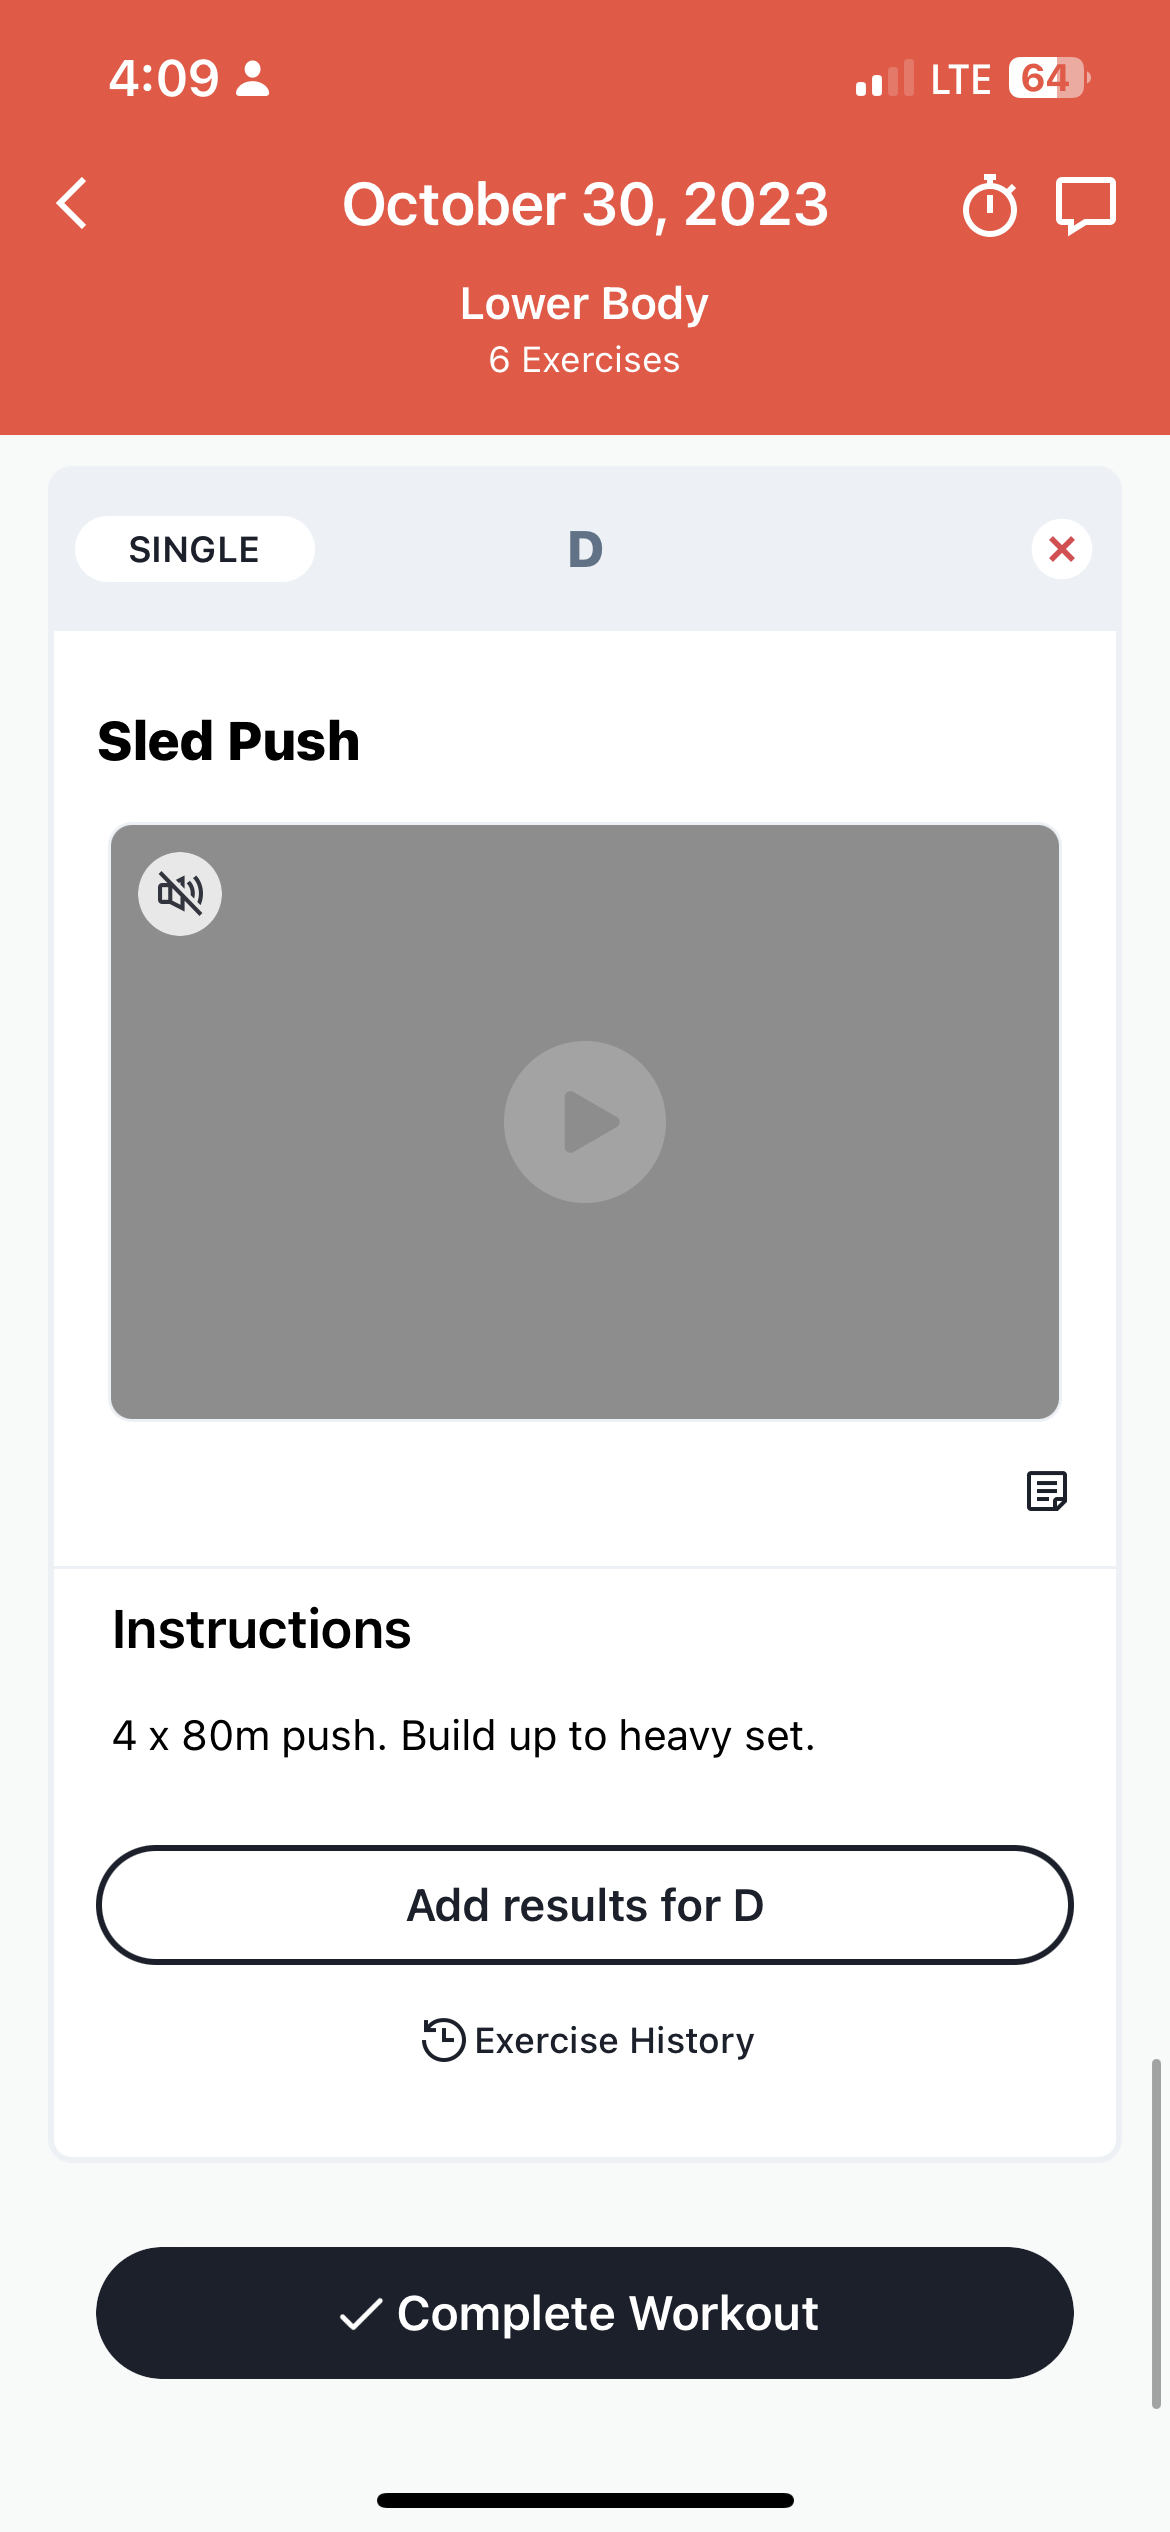 4:09
LTE 64
October 30, 2023
Lower Body
6 Exercises
SINGLE
D
Sled Push
Instructions
4 x 80m push. Build up to heavy set.
Add results for D
Exercise History
Complete Workout